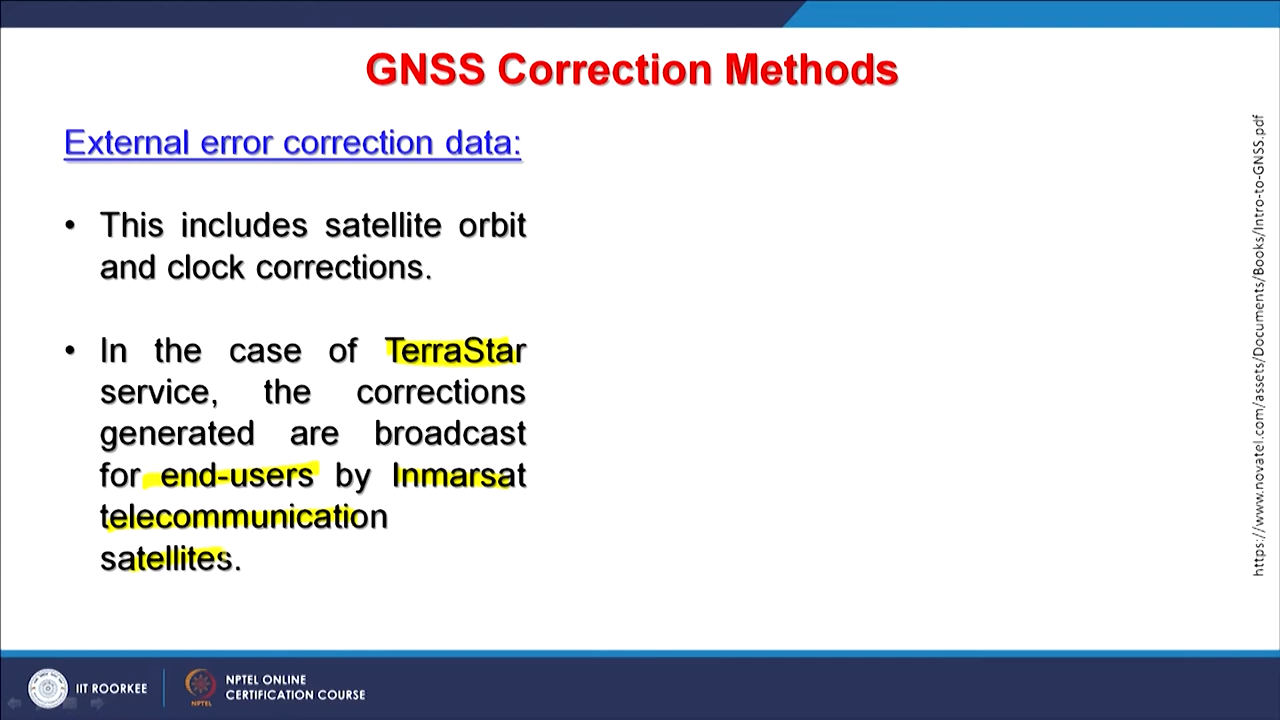 GNSS Correction Methods
External error correction data:
• This includes satellite orbit
and clock corrections.
• In the case of TerraStar
service, the corrections
generated are broadcast
for end-users by Inmarsat
telecommunication
satellites.
https://www.novatel.com/assets/Documents/Books/Intro-to-GNSS.pdf
IIT ROORKEE
NPTEL
NPTEL ONLINE
CERTIFICATION COURSE